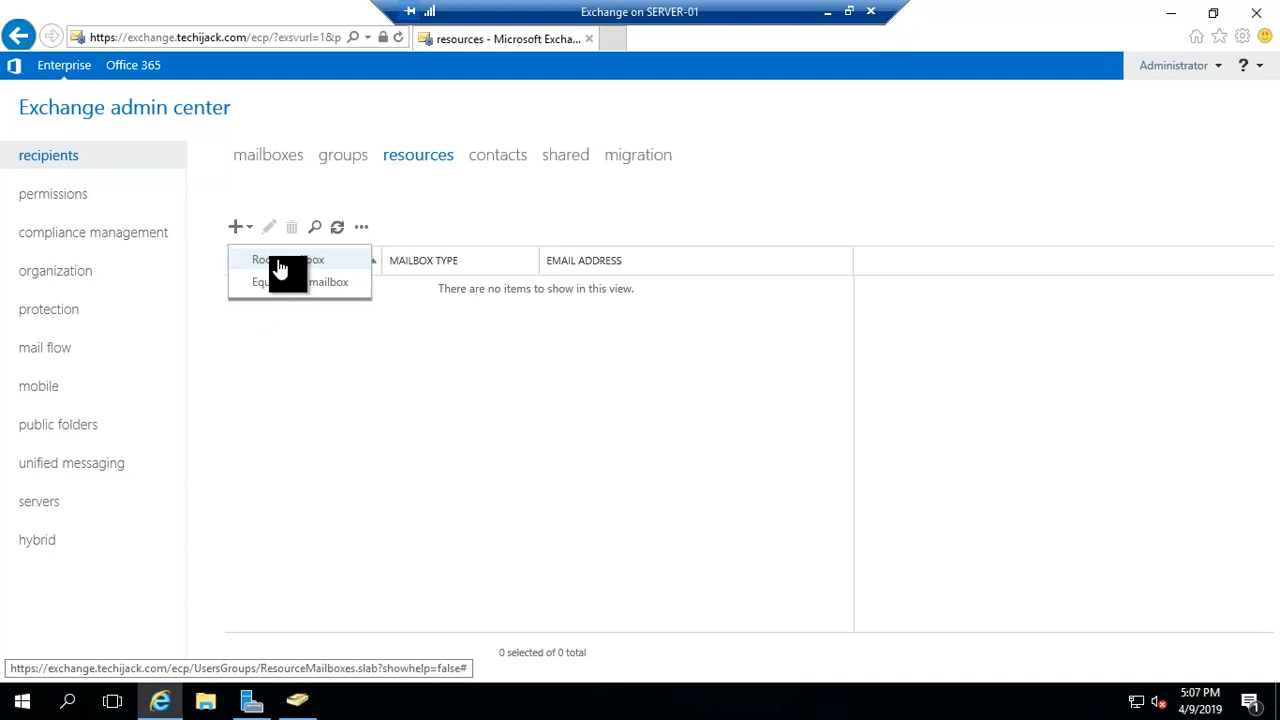 Exchange on SERVER-01
https://exchange.techijack.com/ecp/?exsvurl=1&p
resources - Microsoft Excha...
Enterprise
Office 365
Administrator
?
Exchange admin center
recipients
mailboxes
groups
resources
contacts
shared
migration
permissions
compliance management
organization
protection
mail flow
mobile
public folders
unified messaging
servers
hybrid
MAILBOX TYPE
EMAIL ADDRESS
mailbox
There are no items to show in this view.
0 selected of 0 total
https://exchange.techijack.com/ecp/UsersGroups/ResourceMailboxes.slab?showhelp=false#
5:07 PM
4/9/2019
1